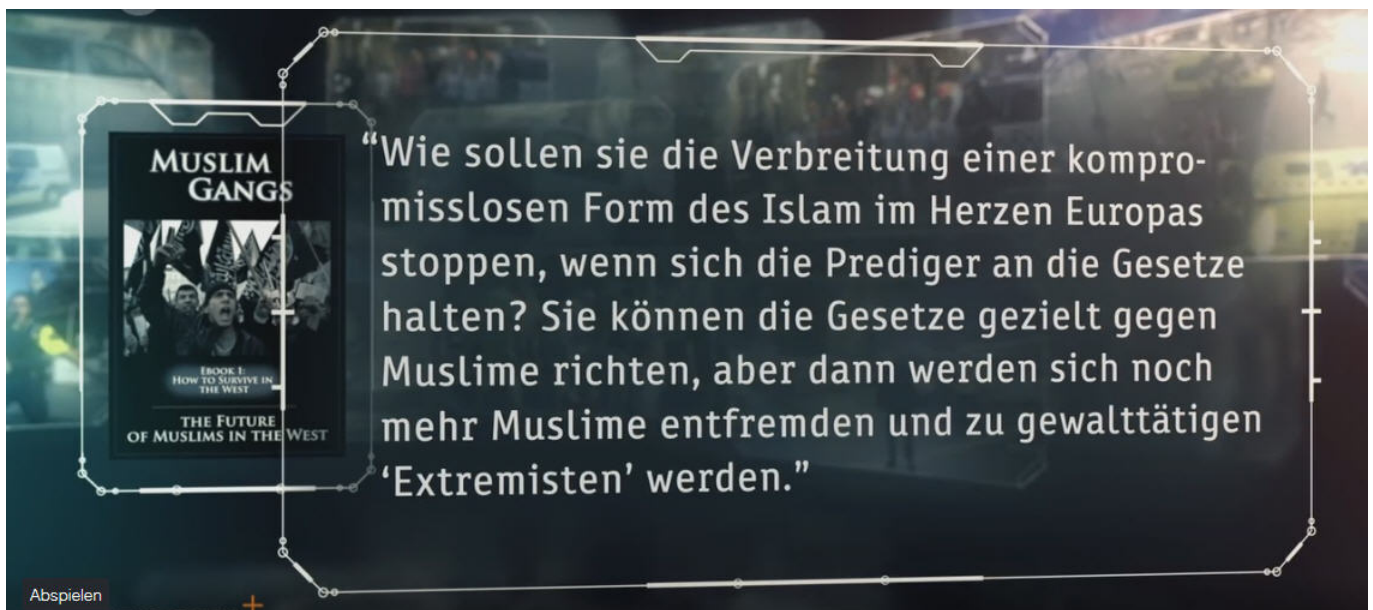 MUSLIM
GANGS
EBOOK 1:
HOW TO SURVIVE IN
THE WEST
THE FUTURE
OF MUSLIMS IN THE WEST
“Wie sollen sie die Verbreitung einer kompro-
misslosen Form des Islam im Herzen Europas
stoppen, wenn sich die Prediger an die Gesetze
halten? Sie können die Gesetze gezielt gegen
Muslime richten, aber dann werden sich noch
mehr Muslime entfremden und zu gewalttätigen
‘Extremisten’ werden.”
Abspielen